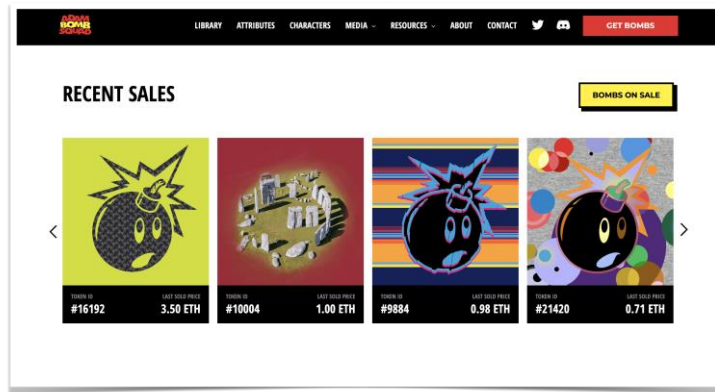 ADAM
BOMB
SQUAD
LIBRARY ATTRIBUTES CHARACTERS MEDIA RESOURCES ABOUT CONTACT GET BOMBS
RECENT SALES
BOMBS ON SALE
TOKEN ID LAST SOLD PRICE TOKEN ID LAST SOLD PRICE TOKEN ID LAST SOLD PRICE TOKEN ID LAST SOLD PRICE
#16192 3.50 ETH #10004 1.00 ETH #9884 0.98 ETH #21420 0.71 ETH